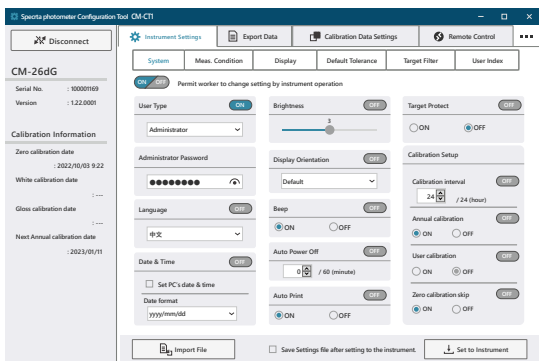 Spectra photometer Configuration Tool CM-CT1
Disconnect
Instrument Settings
Export Data
Calibration Data Settings
Remote Control
CM-26dG
Serial No. : 100001169
Version : 1.22.0001
Calibration Information
Zero calibration date
: 2022/10/03 9:22
White calibration date
: ---
Gloss calibration date
: ---
Next Annual calibration date
: 2023/01/11
System
Meas. Condition
Display
Default Tolerance
Target Filter
User Index
ON OFF Permit worker to change setting by instrument operation
User Type ON
Administrator
Administrator Password
Language OFF
中文
Date & Time OFF
Set PC's date & time
Date format
yyyy/mm/dd
Brightness OFF
3
Display Orientation OFF
Default
Beep OFF
ON OFF
Auto Power Off OFF
0 / 60 (minute)
Auto Print OFF
ON OFF
Target Protect OFF
ON OFF
Calibration Setup
Calibration interval OFF
24 / 24 (hour)
Annual calibration OFF
ON OFF
User calibration OFF
ON OFF
Zero calibration skip OFF
ON OFF
Import File
Save Settings file after setting to the instrument.
Set to Instrument